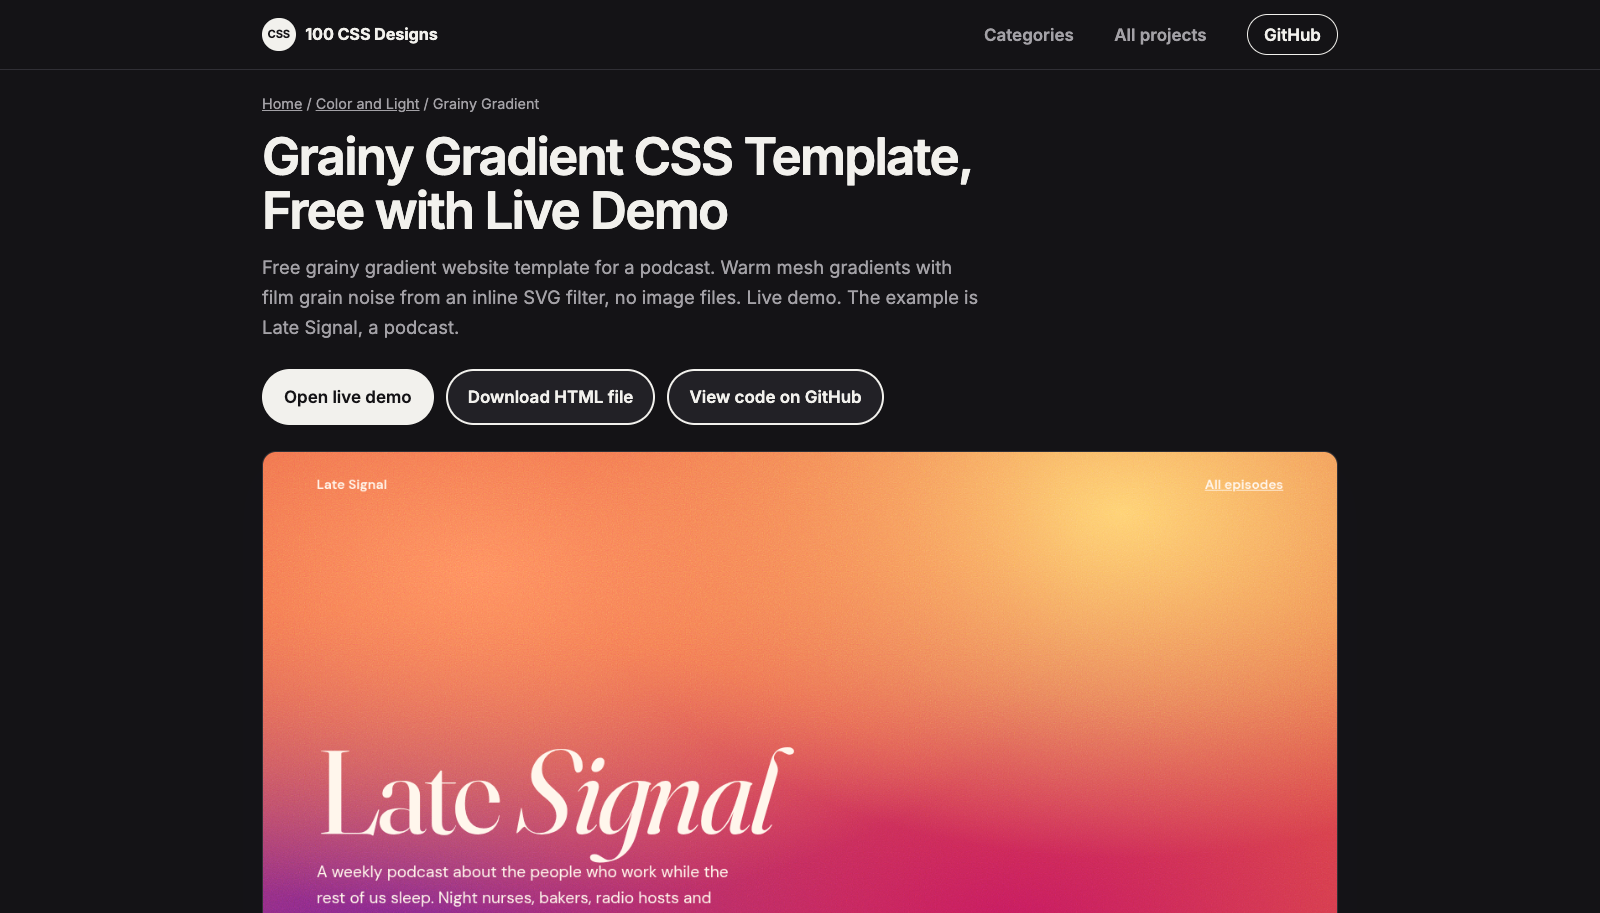 CSS 100 CSS Designs
Categories
All projects
GitHub
Home / Color and Light / Grainy Gradient
Grainy Gradient CSS Template,
Free with Live Demo
Free grainy gradient website template for a podcast. Warm mesh gradients with
film grain noise from an inline SVG filter, no image files. Live demo. The example is
Late Signal, a podcast.
Open live demo
Download HTML file
View code on GitHub
Late Signal
All episodes
Late Signal
A weekly podcast about the people who work while the
rest of us sleep. Night nurses, bakers, radio hosts and